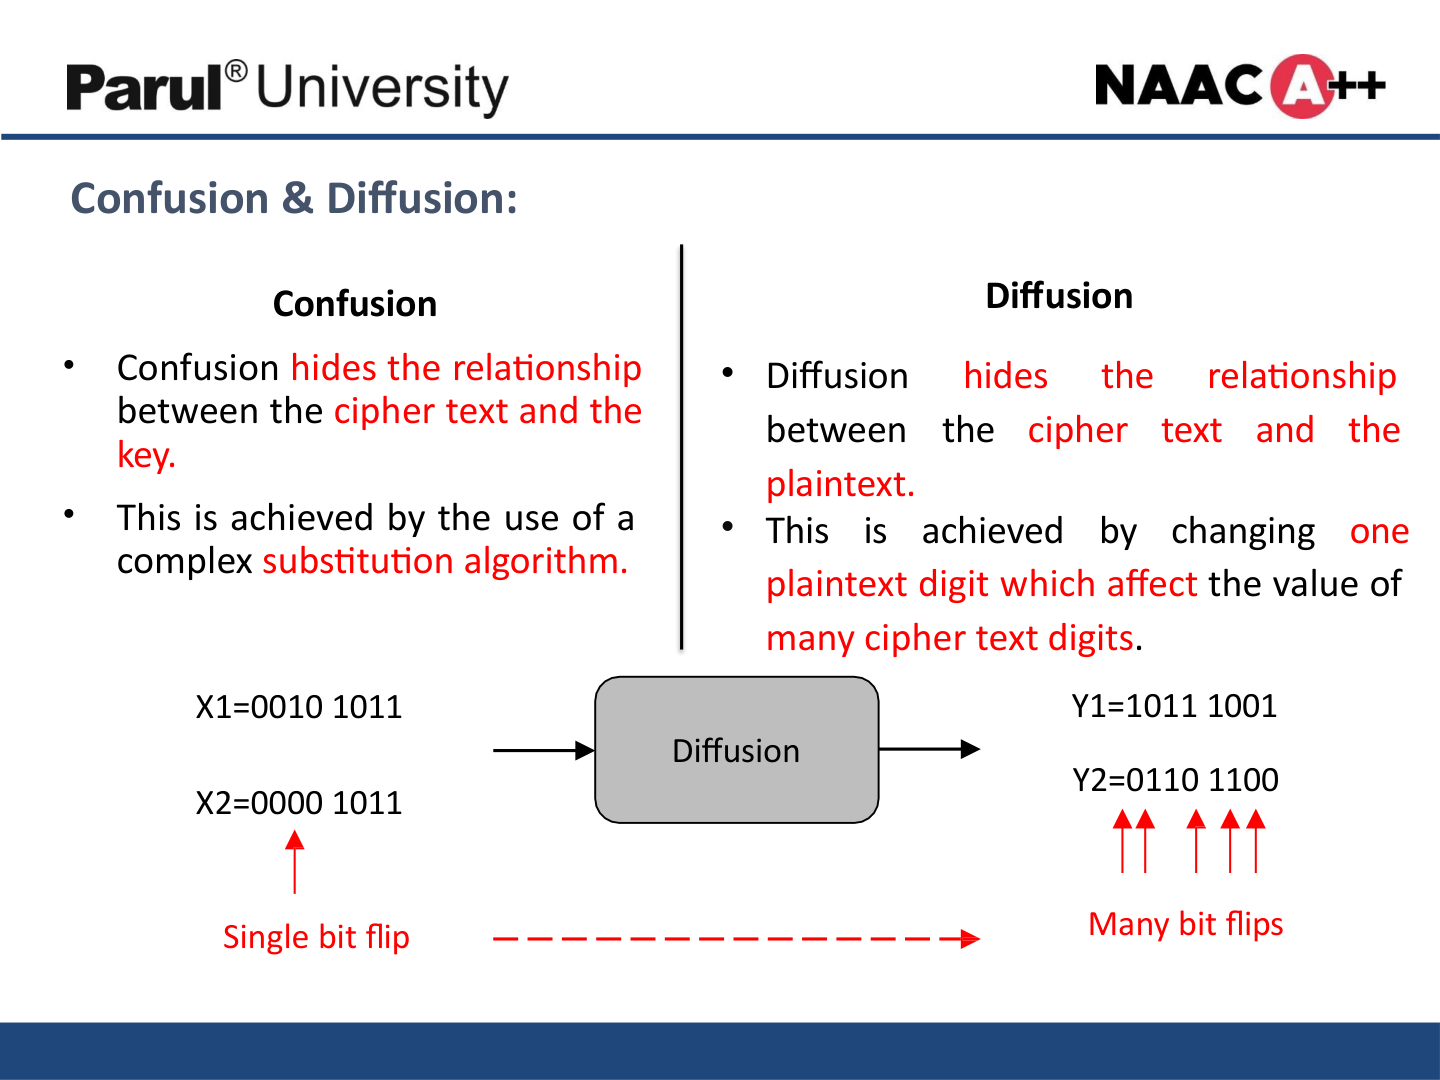 Parul® University
NAAC A++
Confusion & Diffusion:
Confusion
• Confusion hides the relationship
between the cipher text and the
key.
• This is achieved by the use of a
complex substitution algorithm.
Diffusion
• Diffusion hides the relationship
between the cipher text and the
plaintext.
• This is achieved by changing one
plaintext digit which affect the value of
many cipher text digits.
X1=0010 1011
X2=0000 1011
Single bit flip
Diffusion
Y1=1011 1001
Y2=0110 1100
Many bit flips